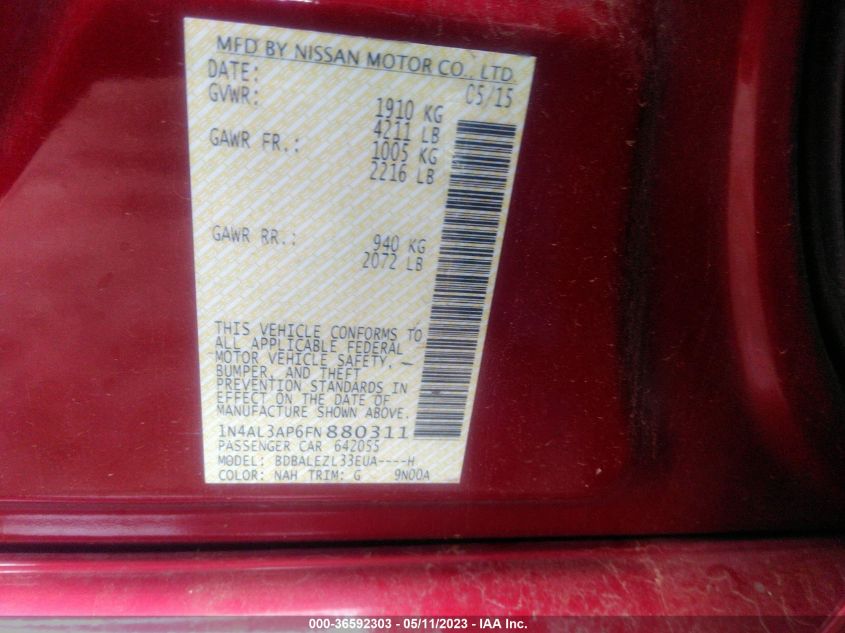 MFD BY NISSAN MOTOR CO., LTD.
DATE: 05/15
GVWR: 1910 KG
4211 LB
GAWR FR.: 1005 KG
2216 LB
GAWR RR.: 940 KG
2072 LB
THIS VEHICLE CONFORMS TO
ALL APPLICABLE FEDERAL
MOTOR VEHICLE SAFETY,
BUMPER, AND THEFT
PREVENTION STANDARDS IN
EFFECT ON THE DATE OF
MANUFACTURE SHOWN ABOVE.
1N4AL3AP6FN880311
PASSENGER CAR 642055
MODEL: BDBALEZL33EUA----H
COLOR: NAH TRIM: G 9N00A
000-36592303 - 05/11/2023 - IAA Inc.